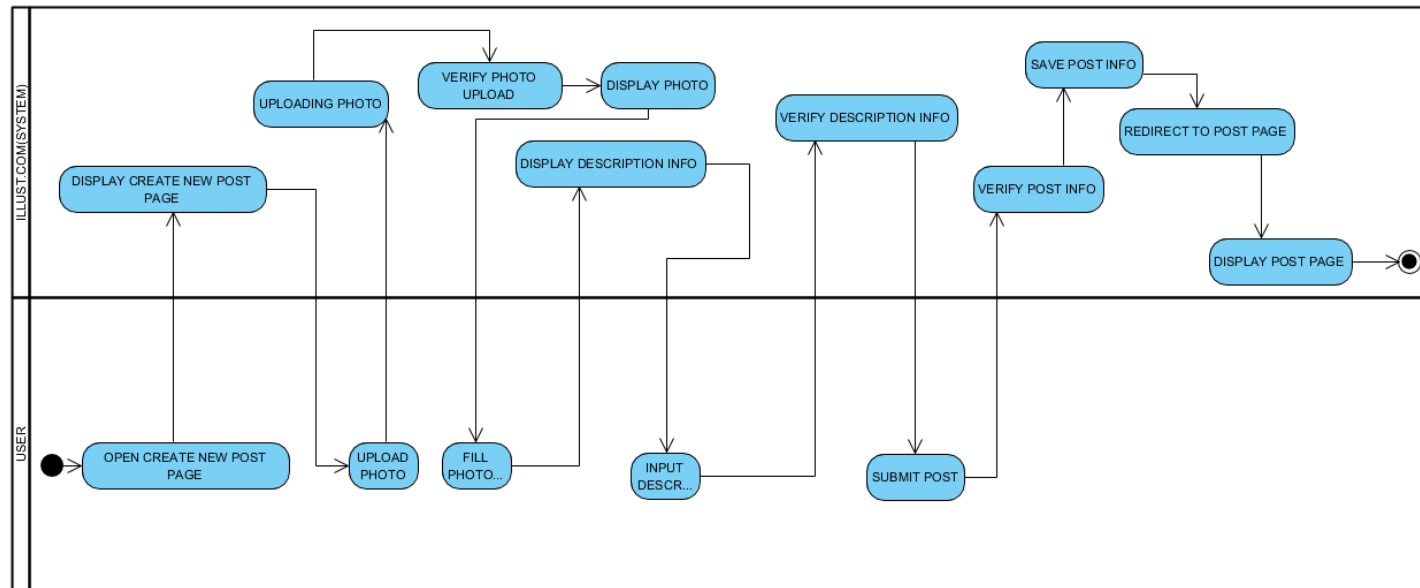 ILLUST.COM(SYSTEM)
UPLOADING PHOTO
VERIFY PHOTO
UPLOAD
DISPLAY PHOTO
SAVE POST INFO
VERIFY DESCRIPTION INFO
REDIRECT TO POST PAGE
DISPLAY DESCRIPTION INFO
DISPLAY CREATE NEW POST
PAGE
VERIFY POST INFO
DISPLAY POST PAGE
USER
OPEN CREATE NEW POST
PAGE
UPLOAD
PHOTO
FILL
PHOTO...
INPUT
DESCR...
SUBMIT POST